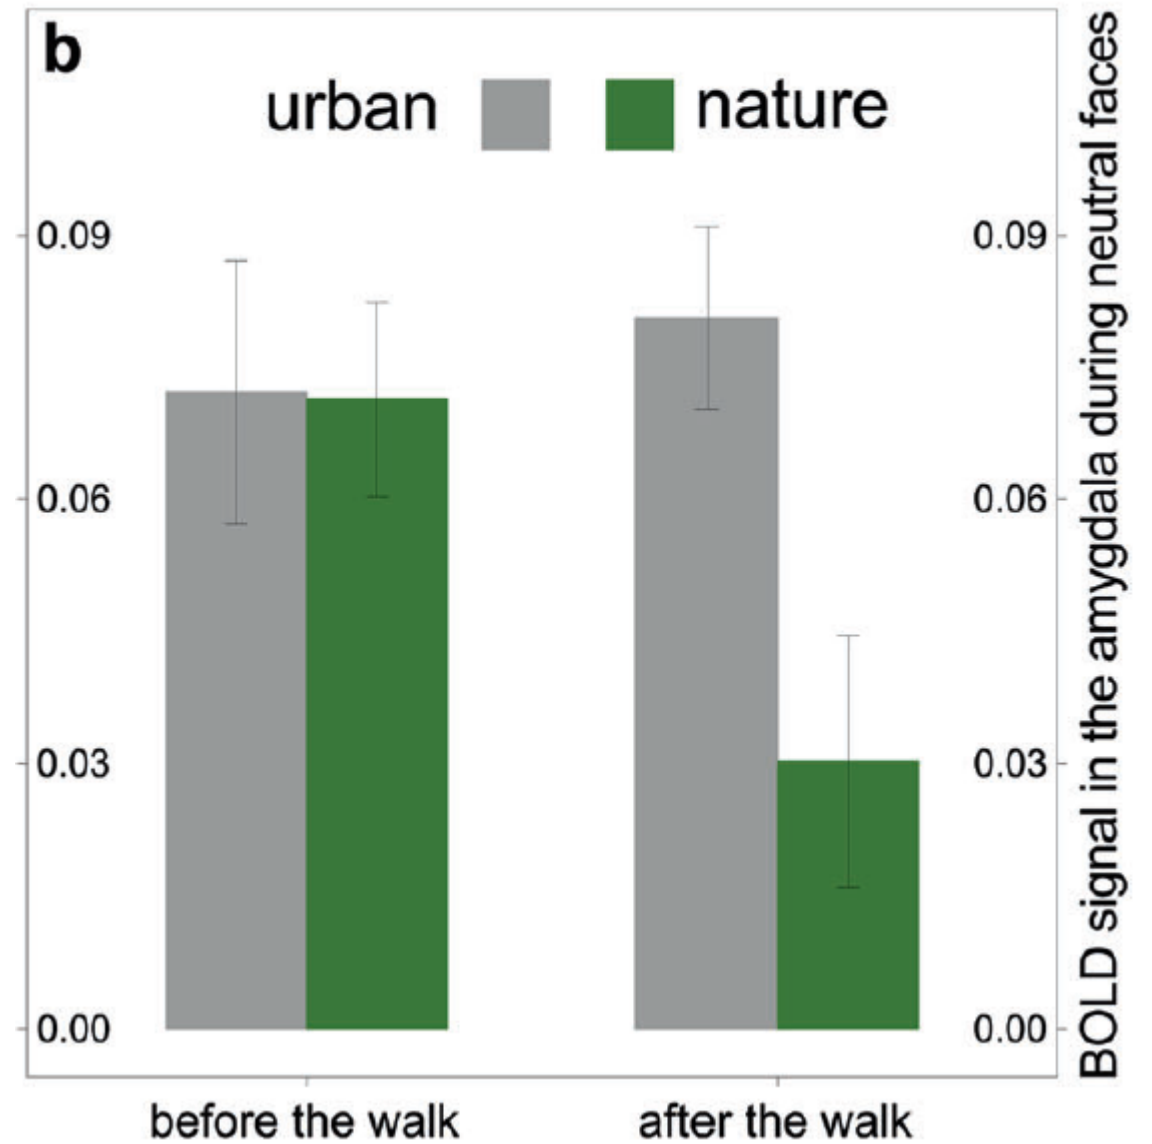 b
urban nature
0.09
0.06
0.03
0.00
0.09
0.06
0.03
0.00
BOLD signal in the amygdala during neutral faces
before the walk
after the walk